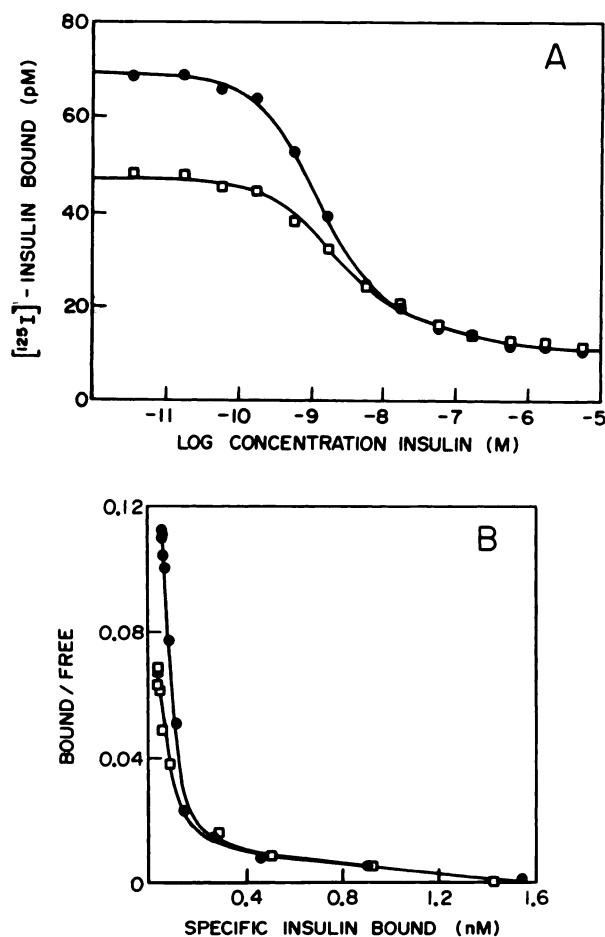 80
A
60
40
20
0
[125I] - INSULIN BOUND (pM)
-11 -10 -9 -8 -7 -6 -5
LOG CONCENTRATION INSULIN (M)
0.12
B
0.08
0.04
0
BOUND / FREE
0.4 0.8 1.2 1.6
SPECIFIC INSULIN BOUND (nM)